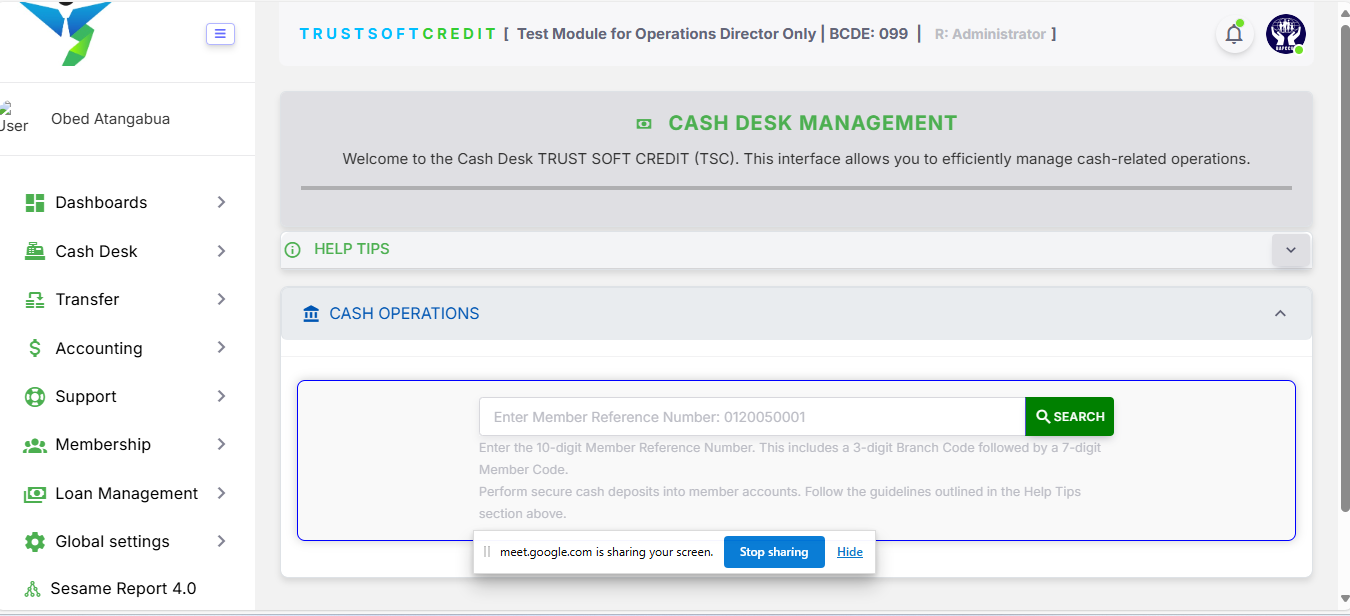 TRUSTSOFTCREDIT [ Test Module for Operations Director Only | BCDE: 099 | R: Administrator ]
User
Obed Atangabua
Dashboards
Cash Desk
Transfer
Accounting
Support
Membership
Loan Management
Global settings
Sesame Report 4.0
CASH DESK MANAGEMENT
Welcome to the Cash Desk TRUST SOFT CREDIT (TSC). This interface allows you to efficiently manage cash-related operations.
HELP TIPS
CASH OPERATIONS
Enter Member Reference Number: 0120050001
SEARCH
Enter the 10-digit Member Reference Number. This includes a 3-digit Branch Code followed by a 7-digit
Member Code.
Perform secure cash deposits into member accounts. Follow the guidelines outlined in the Help Tips
section above.
meet.google.com is sharing your screen.
Stop sharing
Hide